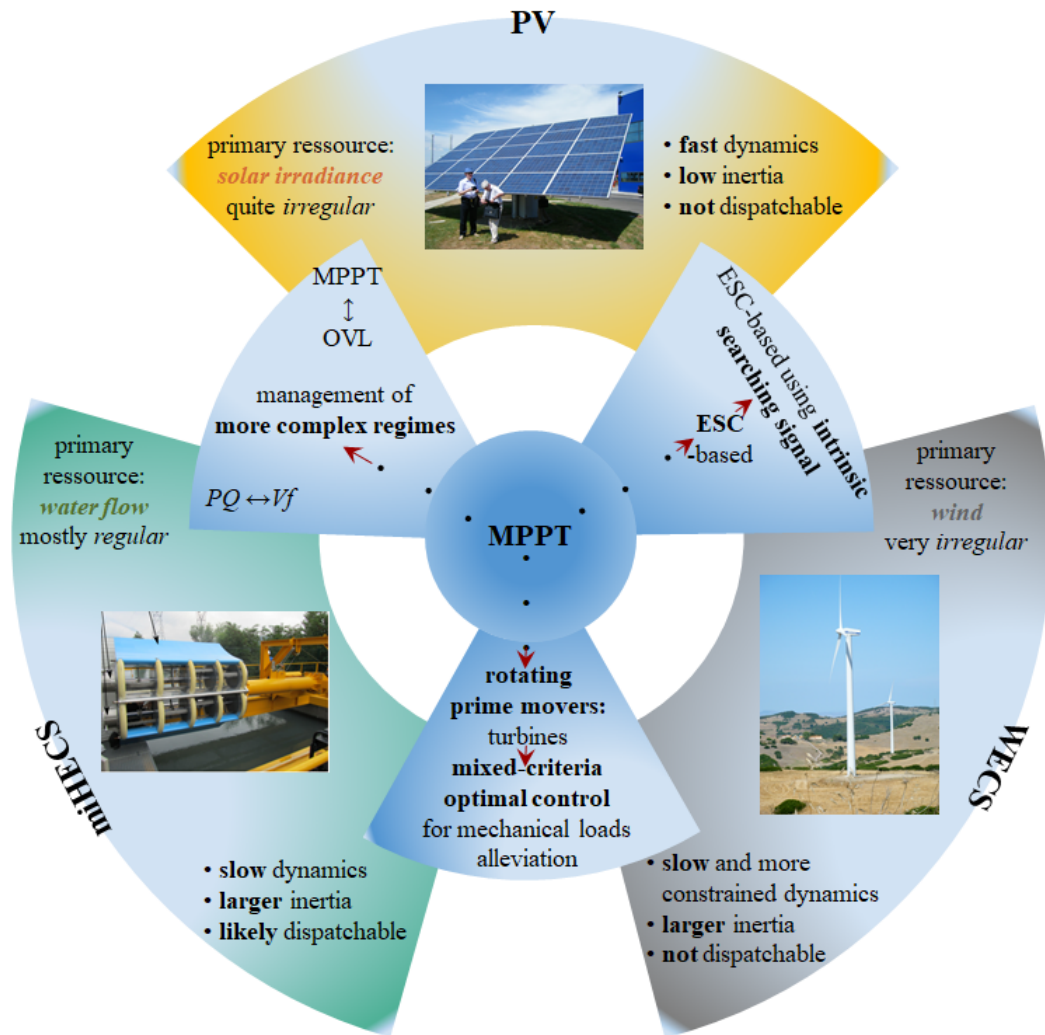 PV
primary ressource:
solar irradiance
quite irregular
• fast dynamics
• low inertia
• not dispatchable
MPPT
↕
OVL
management of
more complex regimes
PQ ↔ Vf
ESC-based using intrinsic
searching signal
ESC
-based
MPPT
primary
ressource:
water flow
mostly regular
primary
ressource:
wind
very irregular
rotating
prime movers:
turbines
mixed-criteria
optimal control
for mechanical loads
alleviation
miHECS
• slow dynamics
• larger inertia
• likely dispatchable
WECS
• slow and more
constrained dynamics
• larger inertia
• not dispatchable